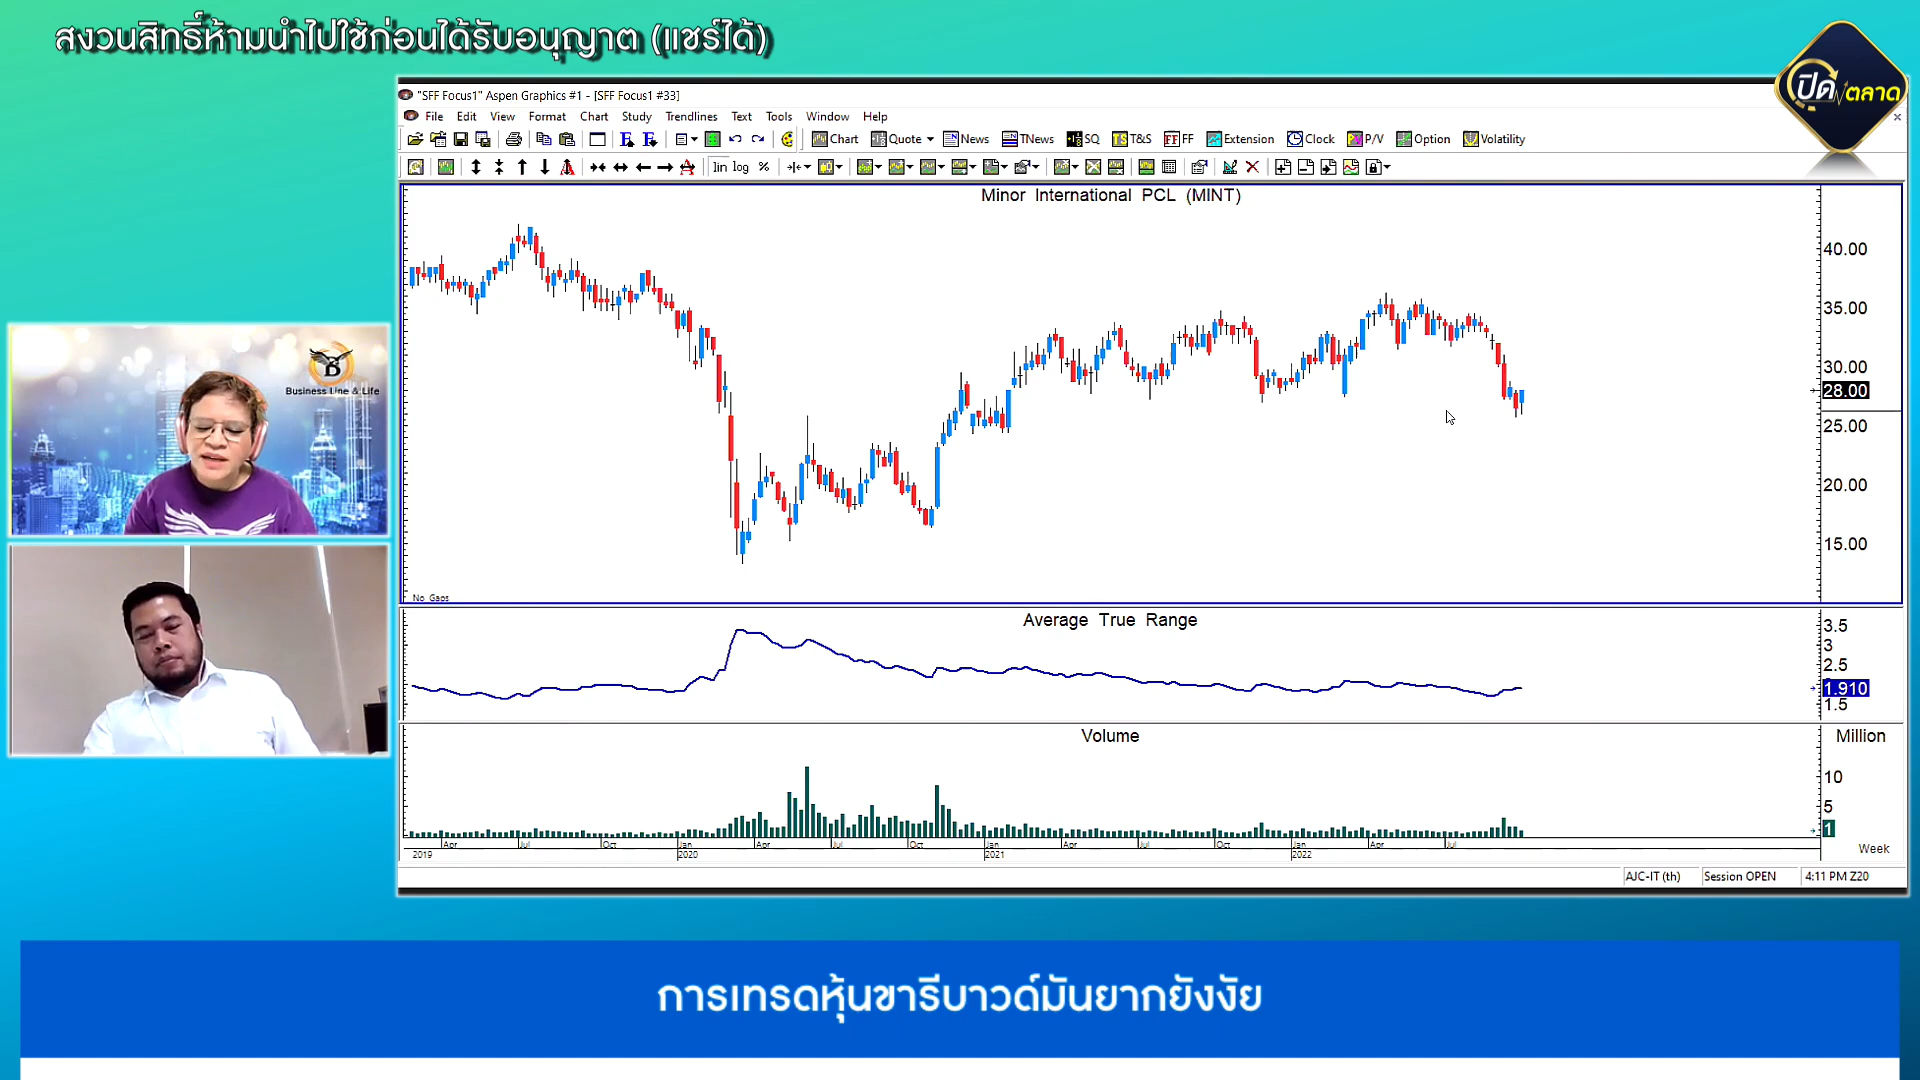 สงวนสิทธิ์ห้ามนำไปใช้ก่อนได้รับอนุญาต (แชร์ได้)
ปิดตลาด
"SFF Focus1" Aspen Graphics #1 - [SFF Focus1 #33]
File Edit View Format Chart Study Trendlines Text Tools Window Help
Chart Quote News TNews SQ T&S FF Extension Clock P/V Option Volatility
lin log %
Minor International PCL (MINT)
40.00
35.00
30.00
28.00
25.00
20.00
15.00
No Gaps
B
Business Line & Life
Average True Range
3.5
3
2.5
1.910
1.5
Volume
Million
10
5
1
Apr Jul Oct Jan Apr Jul Oct Jan Apr Jul Oct Jan Apr Jul
2019 2020 2021 2022
Week
AJC-IT (th) Session OPEN 4:11 PM Z20
การเทรดหุ้นขารีบาวด์มันยากยังงัย